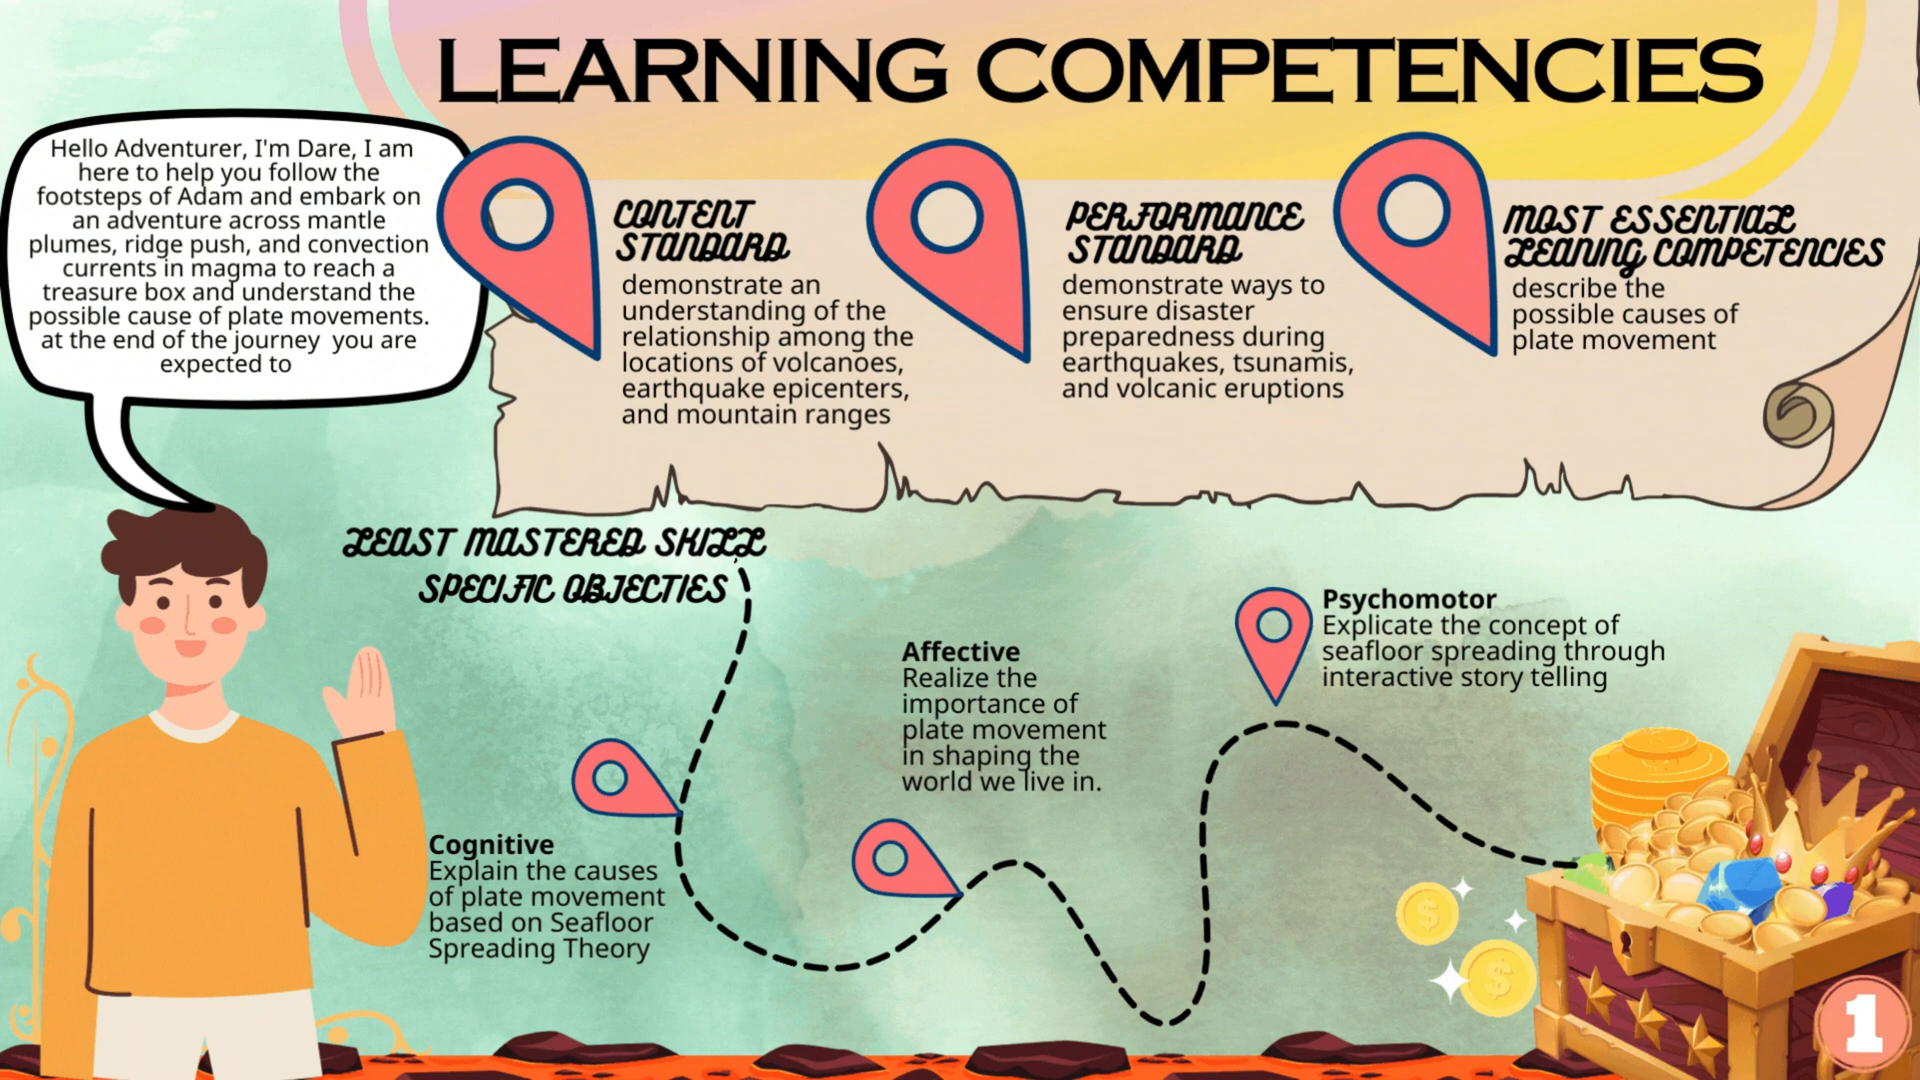 LEARNING COMPETENCIES
Hello Adventurer, I'm Dare, I am
here to help you follow the
footsteps of Adam and embark on
an adventure across mantle
plumes, ridge push, and convection
currents in magma to reach a
treasure box and understand the
possible cause of plate movements.
at the end of the journey you are
expected to
CONTENT
STANDARD
demonstrate an
understanding of the
relationship among the
locations of volcanoes,
earthquake epicenters,
and mountain ranges
PERFORMANCE
STANDARD
demonstrate ways to
ensure disaster
preparedness during
earthquakes, tsunamis,
and volcanic eruptions
MOST ESSENTIAL
LEANING COMPETENCIES
describe the
possible causes of
plate movement
LEAST MASTERED SKILL
SPECIFIC OBJECTIES
Cognitive
Explain the causes
of plate movement
based on Seafloor
Spreading Theory
Affective
Realize the
importance of
plate movement
in shaping the
world we live in.
Psychomotor
Explicate the concept of
seafloor spreading through
interactive story telling
$
$
1